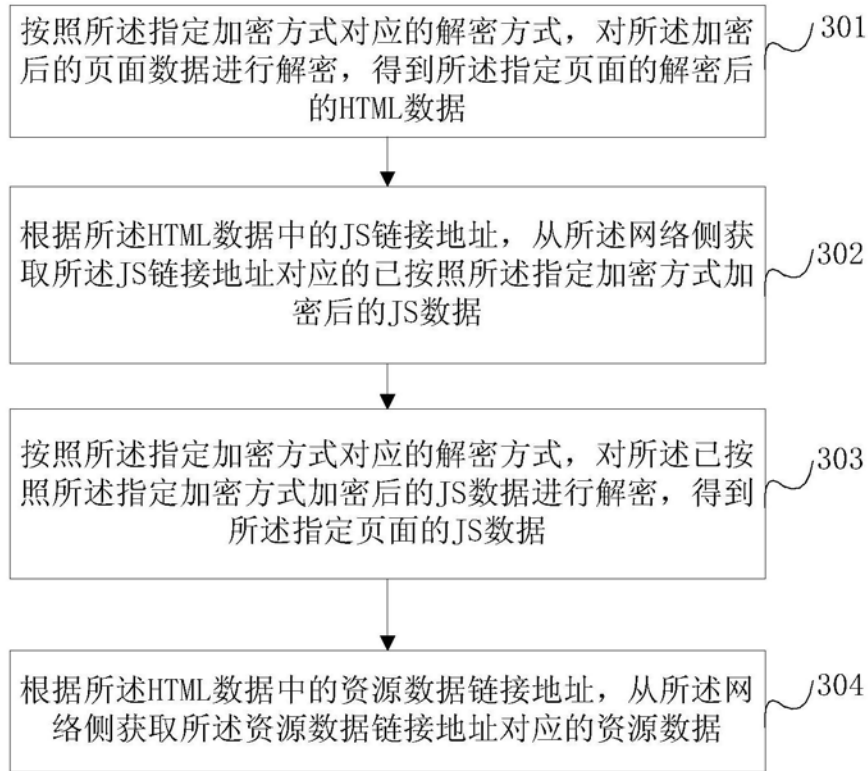 按照所述指定加密方式对应的解密方式，对所述加密
后的页面数据进行解密，得到所述指定页面的解密后
的HTML数据
301
根据所述HTML数据中的JS链接地址，从所述网络侧获
取所述JS链接地址对应的已按照所述指定加密方式加
密后的JS数据
302
按照所述指定加密方式对应的解密方式，对所述已按
照所述指定加密方式加密后的JS数据进行解密，得到
所述指定页面的JS数据
303
根据所述HTML数据中的资源数据链接地址，从所述网
络侧获取所述资源数据链接地址对应的资源数据
304